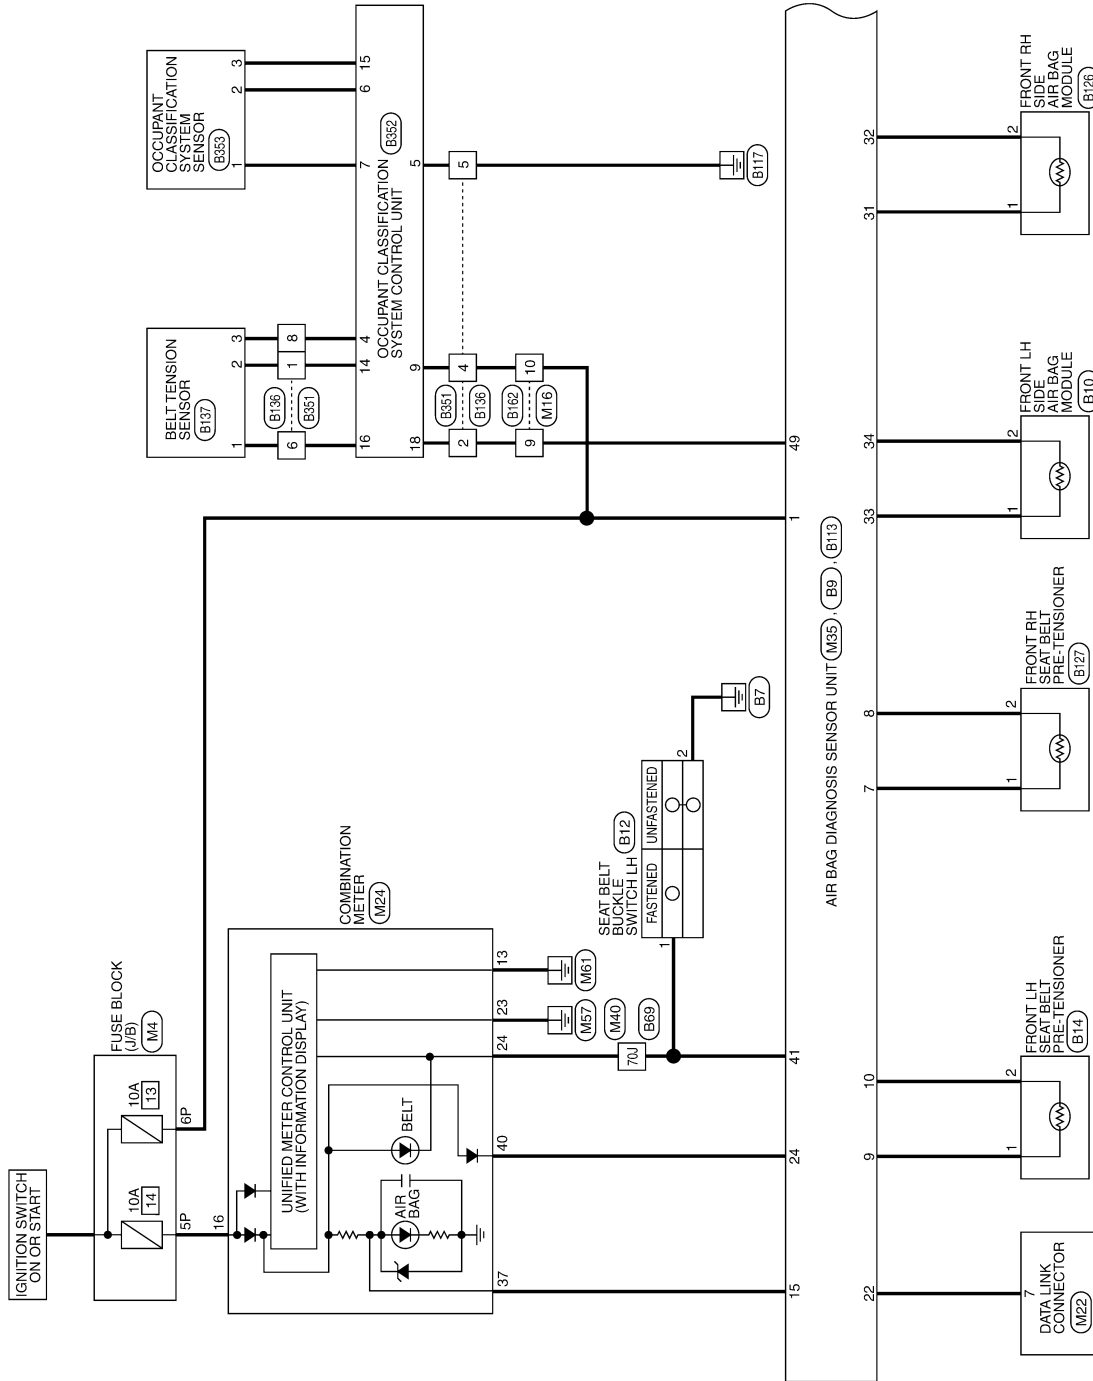 IGNITION SWITCH
ON OR START
FUSE BLOCK
(J/B)
M4
10A
14
10A
13
5P
6P
16
COMBINATION
METER
M24
UNIFIED METER CONTROL UNIT
(WITH INFORMATION DISPLAY)
AIR
BAG
BELT
37
40
24
23
13
M57
M61
M40
B69
70J
SEAT BELT
BUCKLE
SWITCH LH
B12
FASTENED
UNFASTENED
1
2
B7
BELT TENSION
SENSOR
B137
1
2
3
6
1
8
B136
B351
16
14
4
OCCUPANT
CLASSIFICATION
SYSTEM
SENSOR
B353
1
2
3
7
6
15
OCCUPANT CLASSIFICATION
SYSTEM CONTROL UNIT
B352
18
9
5
2
4
5
B351
B136
9
10
B162
M16
B117
15
24
41
1
49
AIR BAG DIAGNOSIS SENSOR UNIT M35 , B9 , B113
22
9
10
7
8
33
34
31
32
7
DATA LINK
CONNECTOR
M22
1
2
FRONT LH
SEAT BELT
PRE-TENSIONER
B14
1
2
FRONT RH
SEAT BELT
PRE-TENSIONER
B127
1
2
FRONT LH
SIDE
AIR BAG
MODULE
B10
1
2
FRONT RH
SIDE
AIR BAG
MODULE
B126